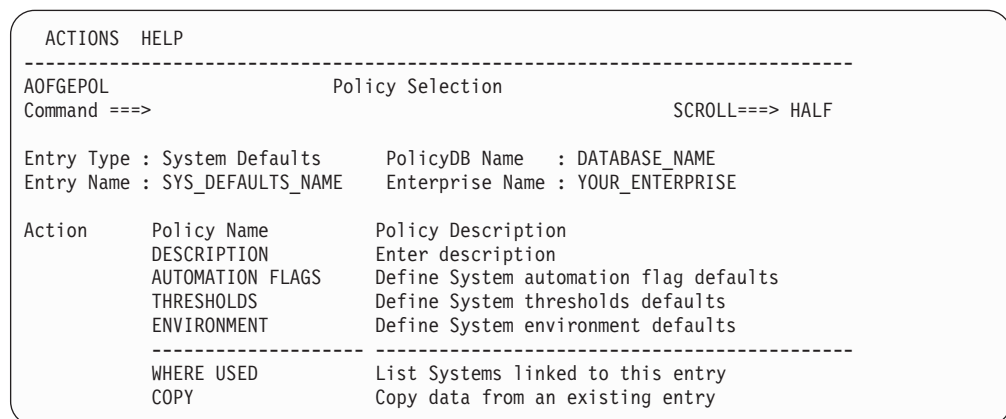 ACTIONS HELP
------------------------------------------------------------------------------
AOFGEPOL Policy Selection
Command ===> SCROLL===> HALF
Entry Type : System Defaults PolicyDB Name : DATABASE_NAME
Entry Name : SYS_DEFAULTS_NAME Enterprise Name : YOUR_ENTERPRISE
Action Policy Name Policy Description
DESCRIPTION Enter description
AUTOMATION FLAGS Define System automation flag defaults
THRESHOLDS Define System thresholds defaults
ENVIRONMENT Define System environment defaults
-------------------- ---------------------------------------------
WHERE USED List Systems linked to this entry
COPY Copy data from an existing entry